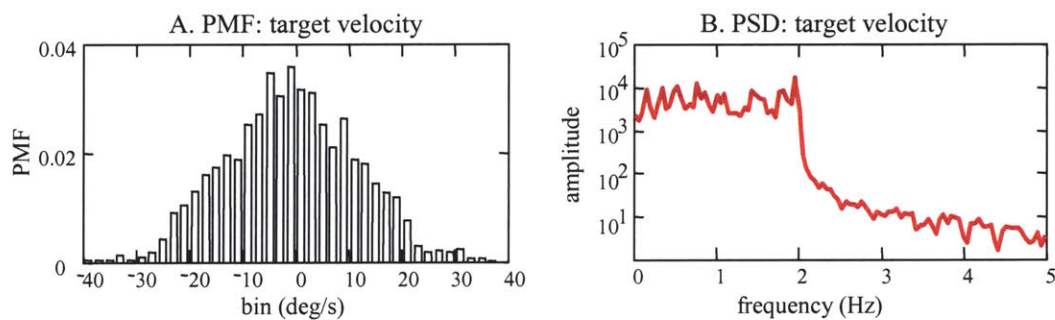 A. PMF: target velocity
0.04
0.02
0
PMF
-40 -30 -20 -10 0 10 20 30 40
bin (deg/s)
B. PSD: target velocity
10^5
10^4
10^3
10^2
10^1
amplitude
0 1 2 3 4 5
frequency (Hz)